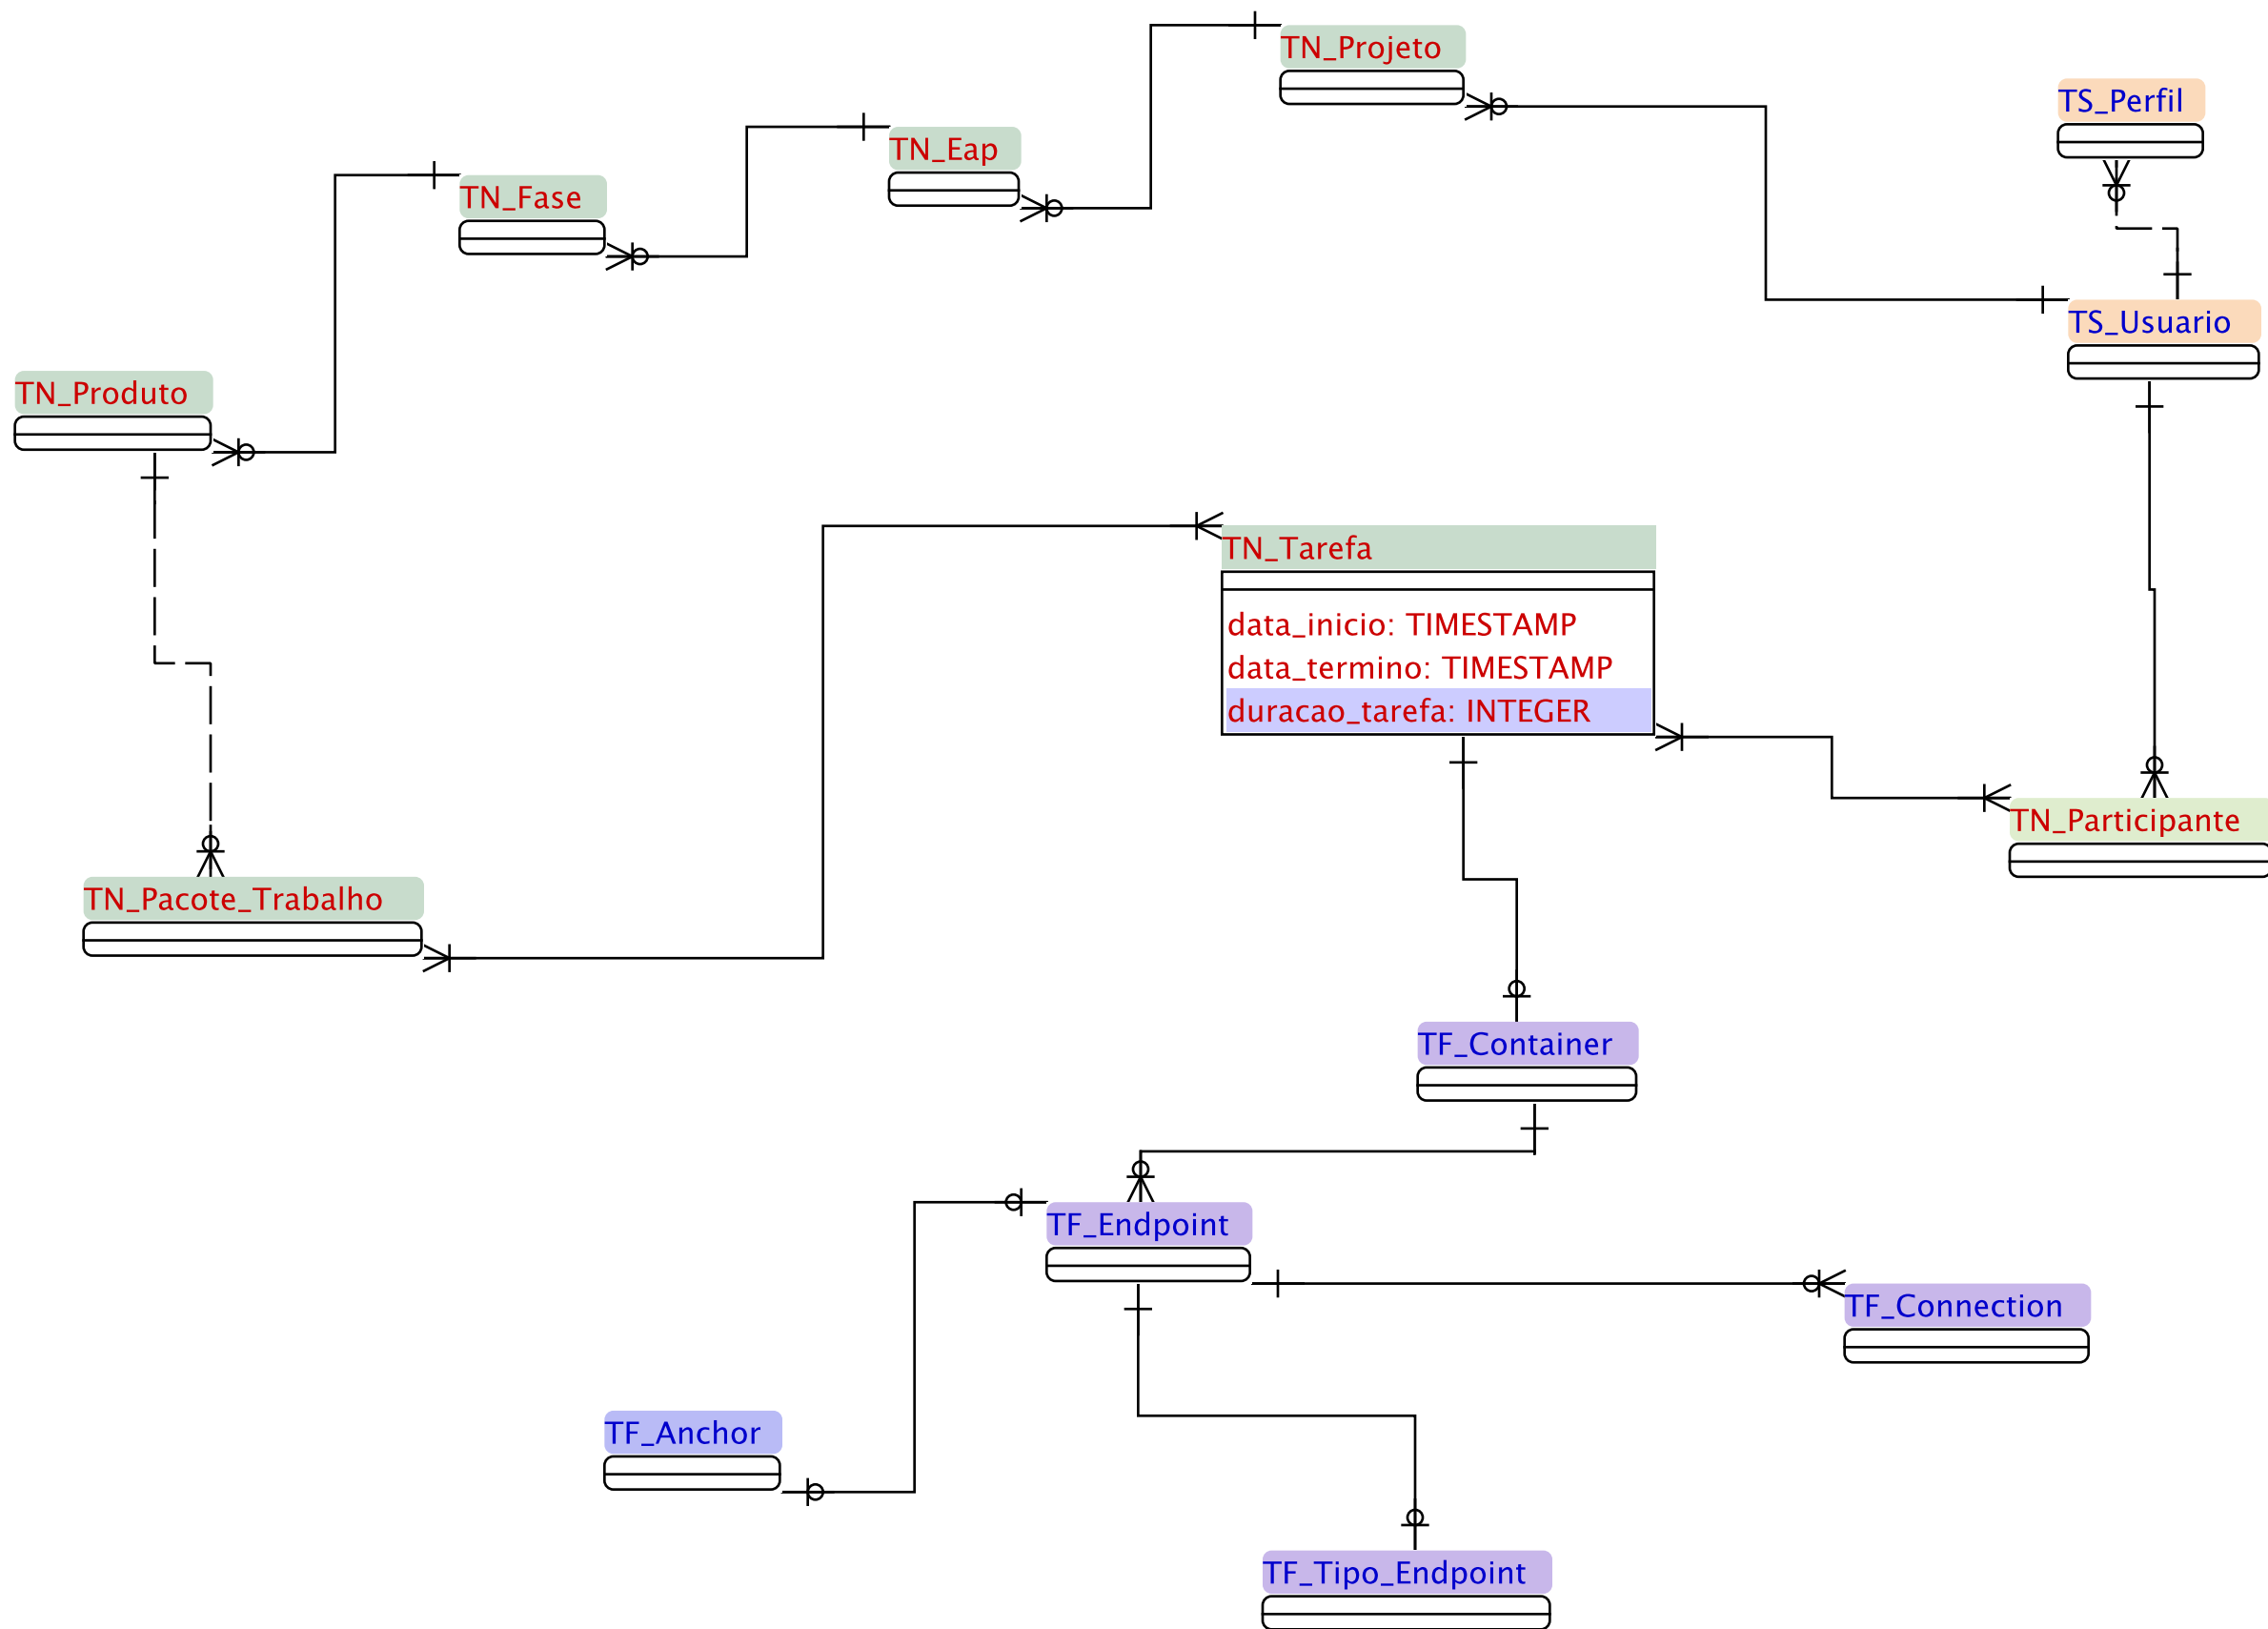 TN_Projeto
TS_Perfil
TN_Eap
TN_Fase
TS_Usuario
TN_Produto
TN_Tarefa
data_inicio: TIMESTAMP
data_termino: TIMESTAMP
duracao_tarefa: INTEGER
TN_Participante
TN_Pacote_Trabalho
TF_Container
TF_Endpoint
TF_Connection
TF_Anchor
TF_Tipo_Endpoint